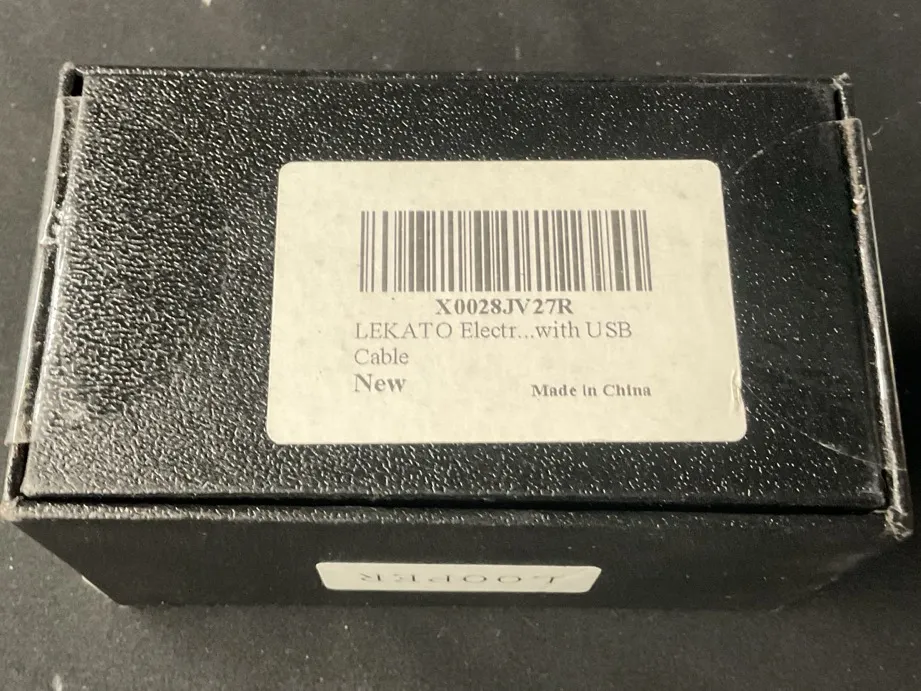 X0028JV27R
LEKATO Electr...with USB
Cable
New
Made in China
LOOPER